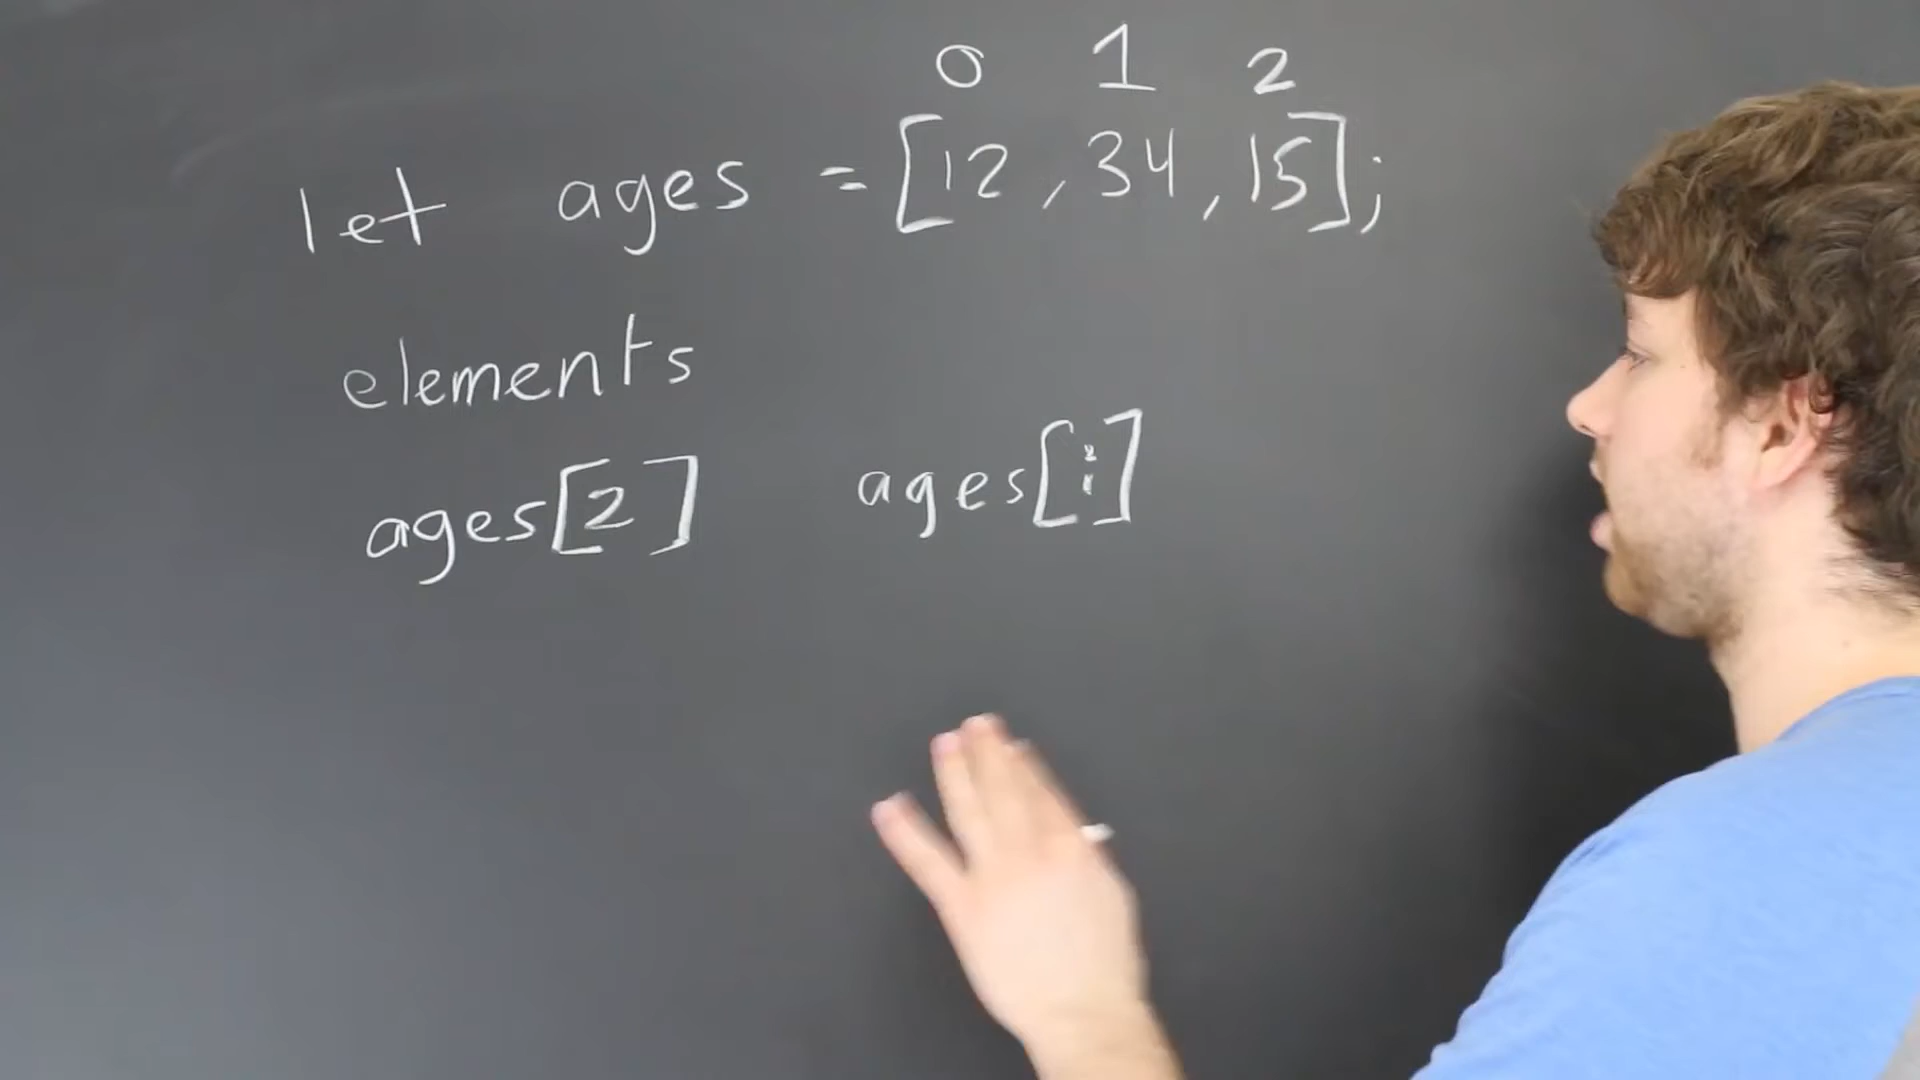 0 1 2
let ages = [12, 34, 15];
elements
ages[2] ages[i]